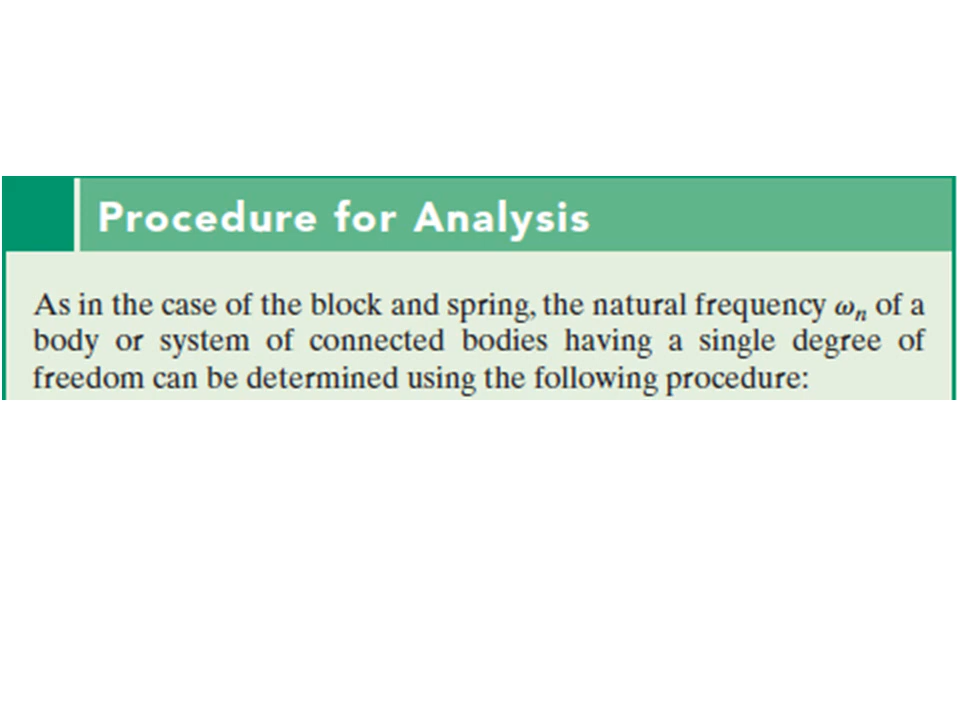 Procedure for Analysis
As in the case of the block and spring, the natural frequency ωₙ of a
body or system of connected bodies having a single degree of
freedom can be determined using the following procedure: